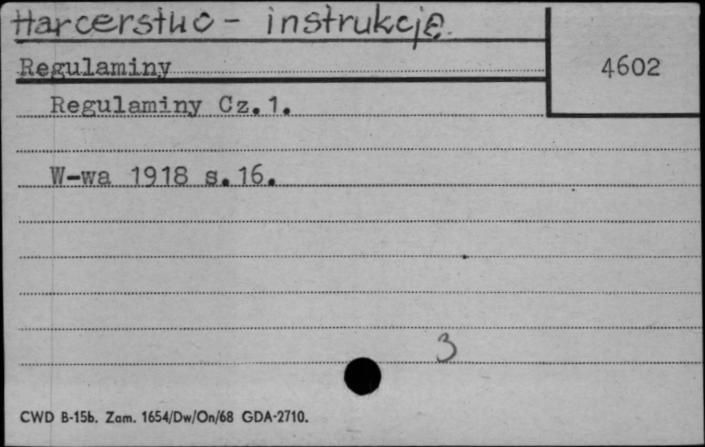 Harcerstwo - instrukcje.
Regulaminy
4602
Regulaminy Cz.1.
W-wa 1918 s.16.
3
CWD B-15b. Zam. 1654/Dw/On/68 GDA-2710.